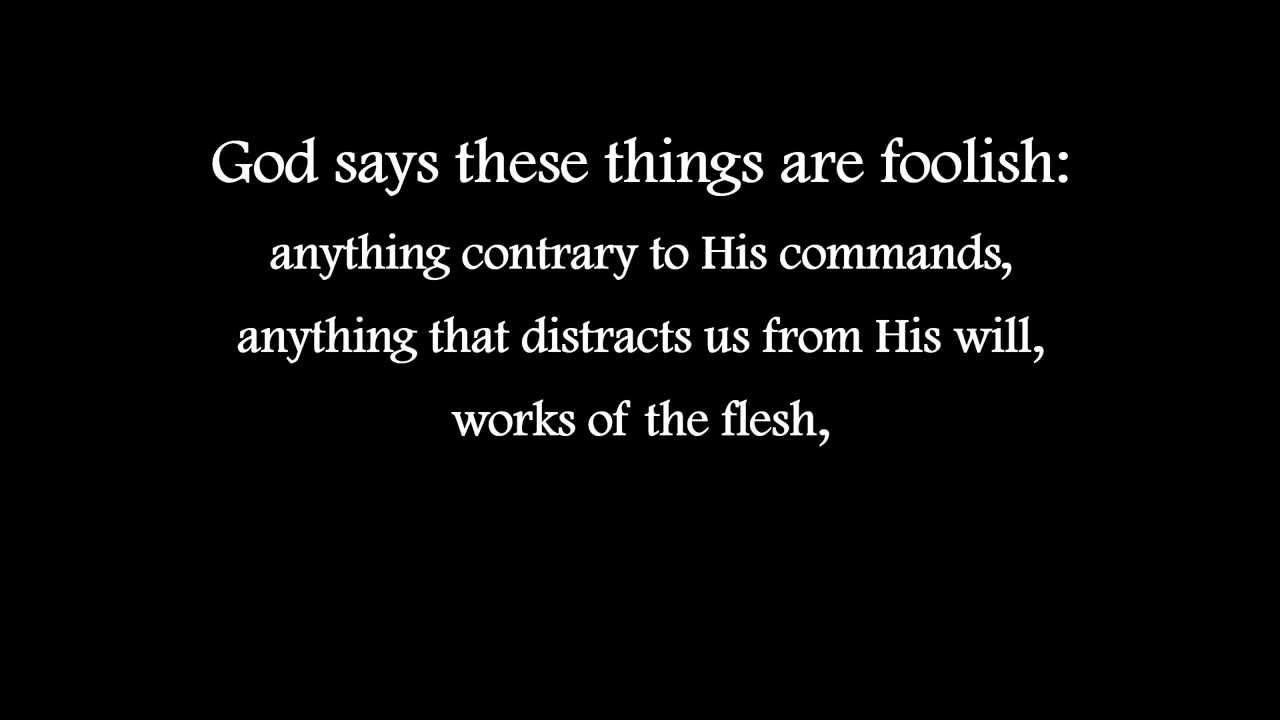 God says these things are foolish:
anything contrary to His commands,
anything that distracts us from His will,
works of the flesh,